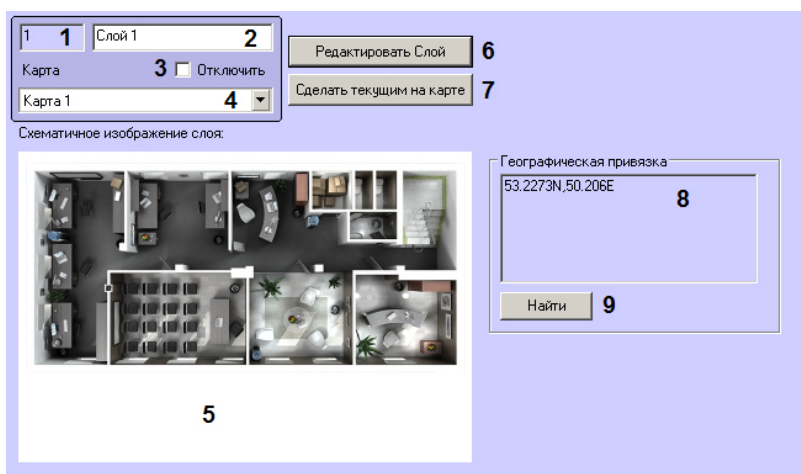 1 1 Слой 1 2
Карта 3 Отключить
Карта 1 4
Редактировать Слой 6
Сделать текущим на карте 7
Схематичное изображение слоя:
5
Географическая привязка
53.2273N,50.206E 8
Найти 9